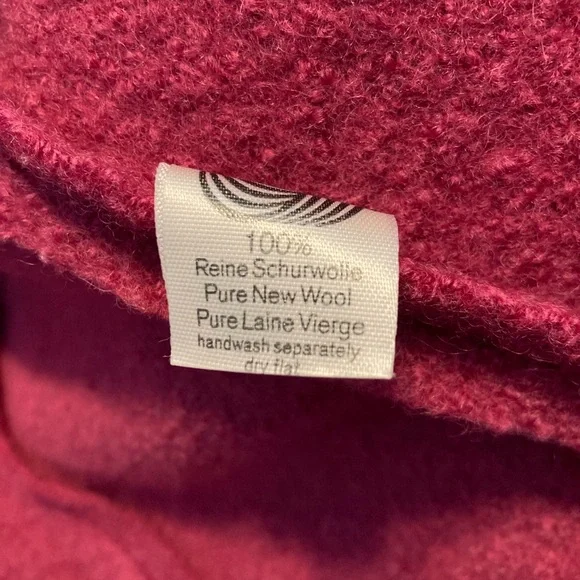 100%
Reine Schurwolle
Pure New Wool
Pure Laine Vierge
handwash separately
dry flat